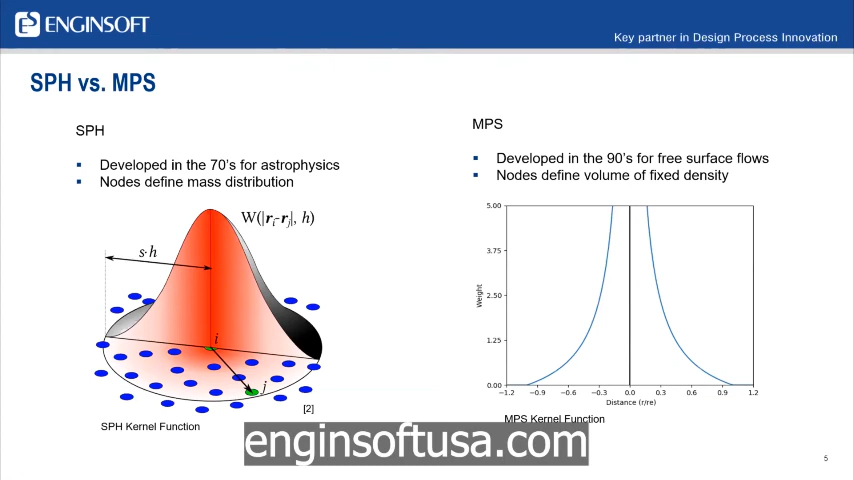 ENGINSOFT
Key partner in Design Process Innovation
SPH vs. MPS
SPH
▪ Developed in the 70's for astrophysics
▪ Nodes define mass distribution
W(|ri-rj|, h)
s·h
i
j
[2]
SPH Kernel Function
MPS
▪ Developed in the 90's for free surface flows
▪ Nodes define volume of fixed density
5.00
3.75
2.50
1.25
0.00
Weight
−1.2 −0.9 −0.6 −0.3 0.0 0.3 0.6 0.9 1.2
Distance (r/re)
MPS Kernel Function
enginsoftusa.com
5